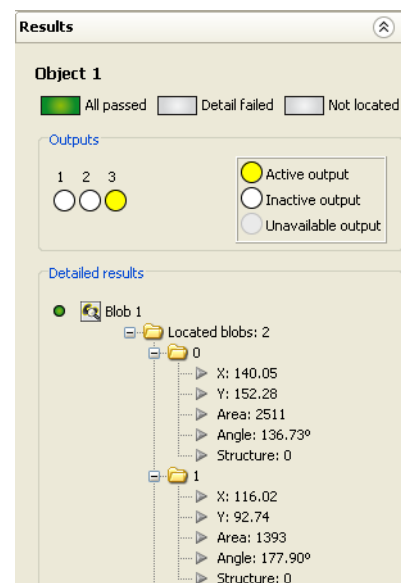 Results
Object 1
All passed Detail failed Not located
Outputs
1 2 3
Active output
Inactive output
Unavailable output
Detailed results
Blob 1
Located blobs: 2
0
X: 140.05
Y: 152.28
Area: 2511
Angle: 136.73º
Structure: 0
1
X: 116.02
Y: 92.74
Area: 1393
Angle: 177.90º
Structure: 0